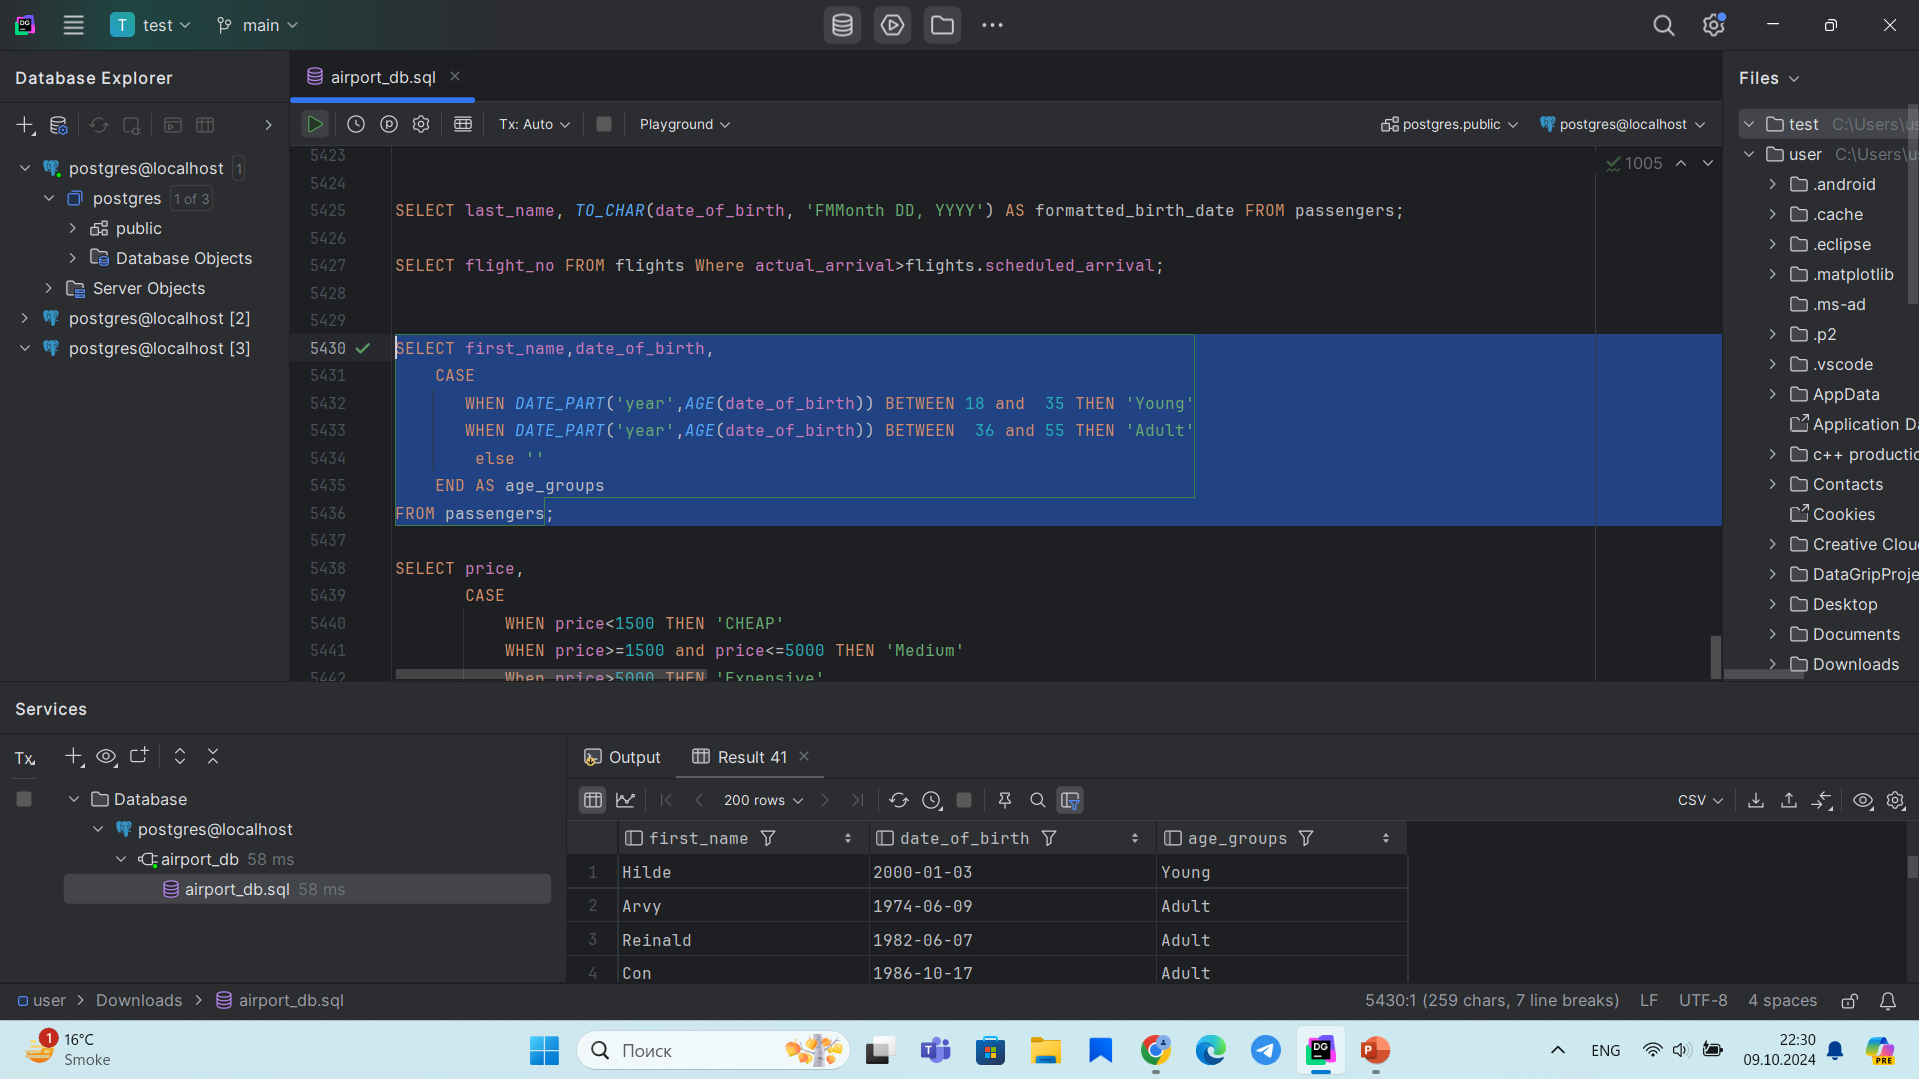 T test
main
Database Explorer
airport_db.sql
Files
Tx: Auto
Playground
postgres.public
postgres@localhost
postgres@localhost 1
postgres 1 of 3
public
Database Objects
Server Objects
postgres@localhost [2]
postgres@localhost [3]
1005
5423
5424
5425 SELECT last_name, TO_CHAR(date_of_birth, 'FMMonth DD, YYYY') AS formatted_birth_date FROM passengers;
5426
5427 SELECT flight_no FROM flights Where actual_arrival>flights.scheduled_arrival;
5428
5429
5430 SELECT first_name,date_of_birth,
5431 CASE
5432 WHEN DATE_PART('year',AGE(date_of_birth)) BETWEEN 18 and  35 THEN 'Young'
5433 WHEN DATE_PART('year',AGE(date_of_birth)) BETWEEN  36 and 55 THEN 'Adult'
5434 else ''
5435 END AS age_groups
5436 FROM passengers;
5437
5438 SELECT price,
5439 CASE
5440 WHEN price<1500 THEN 'CHEAP'
5441 WHEN price>=1500 and price<=5000 THEN 'Medium'
5442 When price>5000 THEN 'Expensive'
test C:\Users\us
user C:\Users\u
.android
.cache
.eclipse
.matplotlib
.ms-ad
.p2
.vscode
AppData
Application Da
c++ productio
Contacts
Cookies
Creative Clou
DataGripProje
Desktop
Documents
Downloads
Services
Tx
Database
postgres@localhost
airport_db 58 ms
airport_db.sql 58 ms
Output
Result 41
200 rows
CSV
first_name date_of_birth age_groups
1 Hilde 2000-01-03 Young
2 Arvy 1974-06-09 Adult
3 Reinald 1982-06-07 Adult
4 Con 1986-10-17 Adult
user > Downloads > airport_db.sql
5430:1 (259 chars, 7 line breaks) LF UTF-8 4 spaces
1
16°C
Smoke
Поиск
DG
ENG
22:30
09.10.2024
PRE